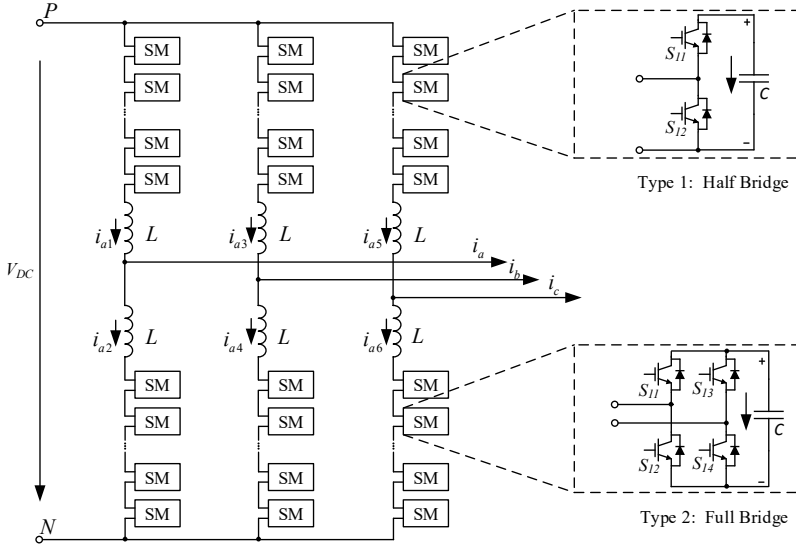 P
SM SM SM
SM SM SM
SM SM SM
SM SM SM
S11
S12
+
C
−
Type 1: Half Bridge
ia1 L ia3 L ia5 L
ia
ib
ic
VDC
ia2 L ia4 L ia6 L
SM SM SM
SM SM SM
SM SM SM
SM SM SM
S11 S13
S12 S14
+
C
−
Type 2: Full Bridge
N